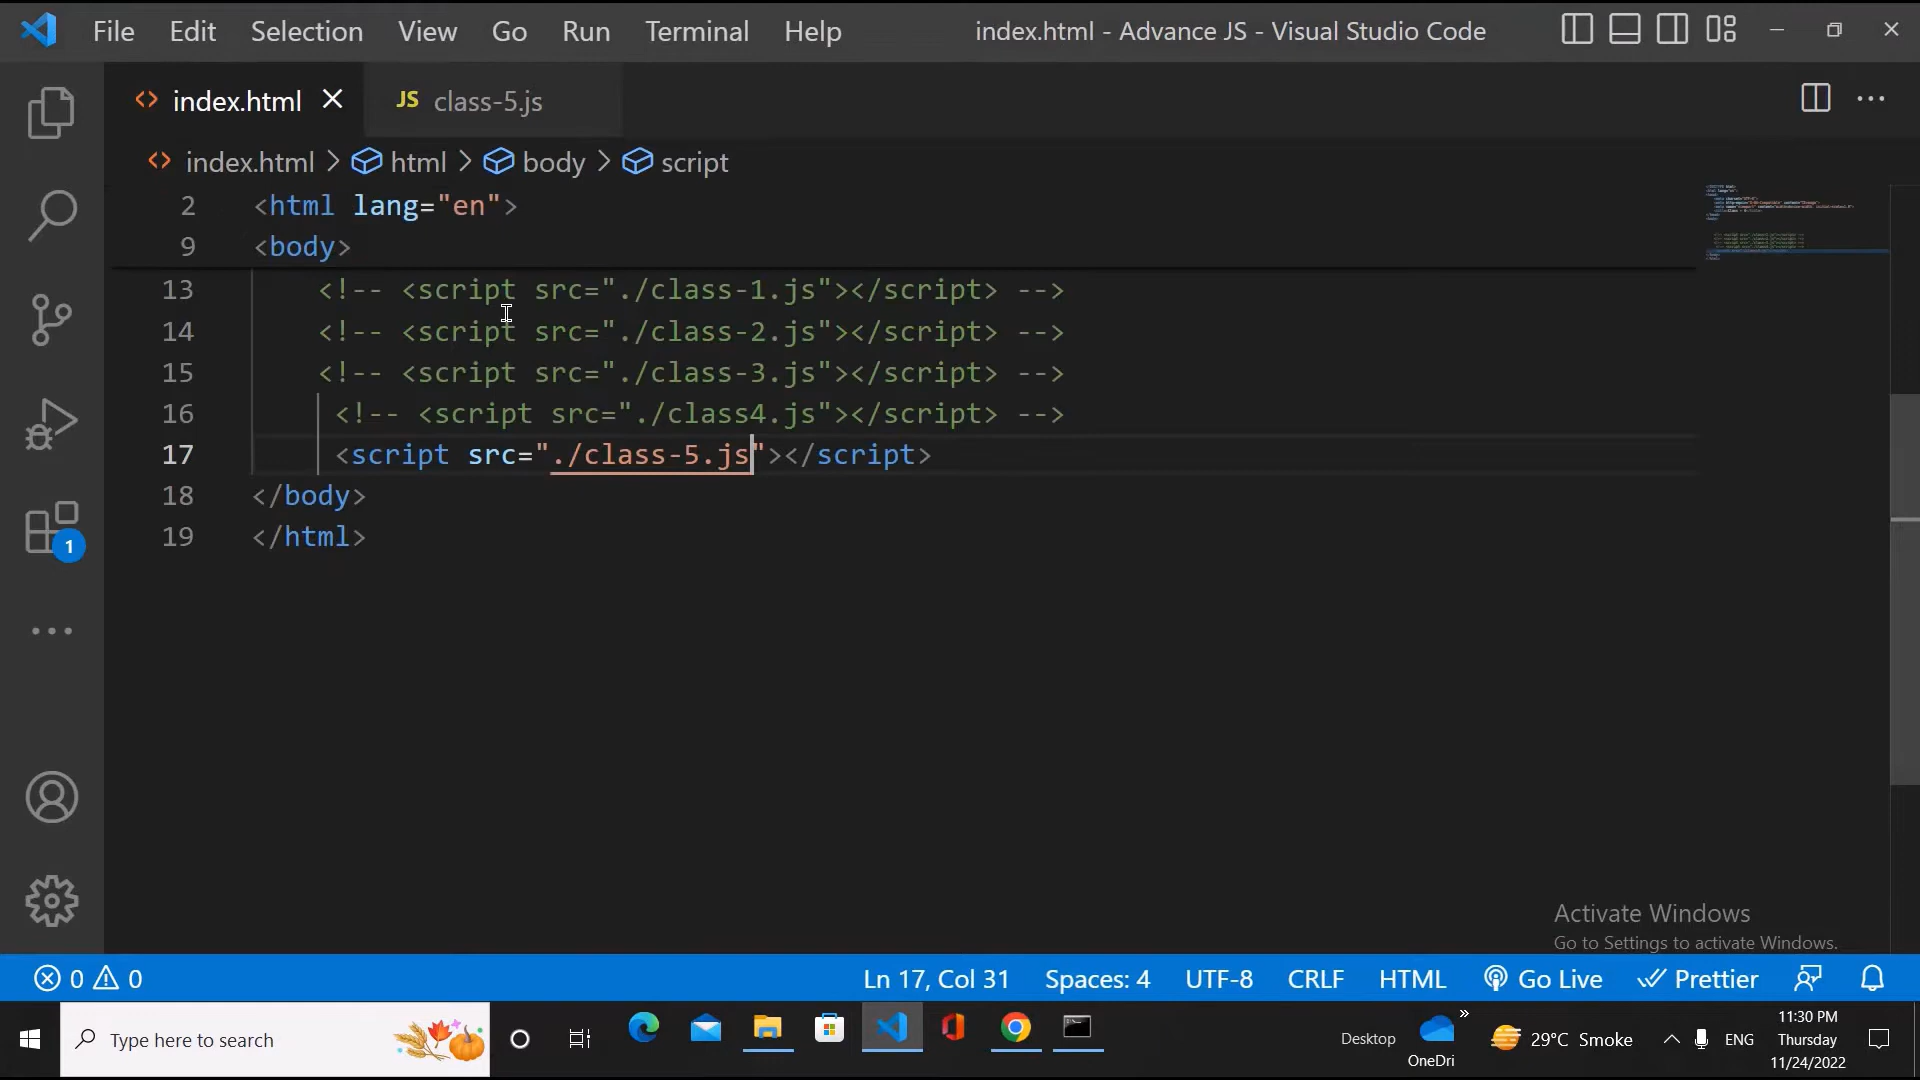 File Edit Selection View Go Run Terminal Help index.html - Advance JS - Visual Studio Code
index.html JS class-5.js
index.html > html > body > script
2 <html lang="en">
9 <body>
13 <!-- <script src="./class-1.js"></script> -->
14 <!-- <script src="./class-2.js"></script> -->
15 <!-- <script src="./class-3.js"></script> -->
16 <!-- <script src="./class4.js"></script> -->
17 <script src="./class-5.js"></script>
18 </body>
19 </html>
1
Activate Windows
Go to Settings to activate Windows.
0 0 Ln 17, Col 31 Spaces: 4 UTF-8 CRLF HTML Go Live Prettier
Type here to search
Desktop
OneDri
»
29°C Smoke
ENG
11:30 PM
Thursday
11/24/2022